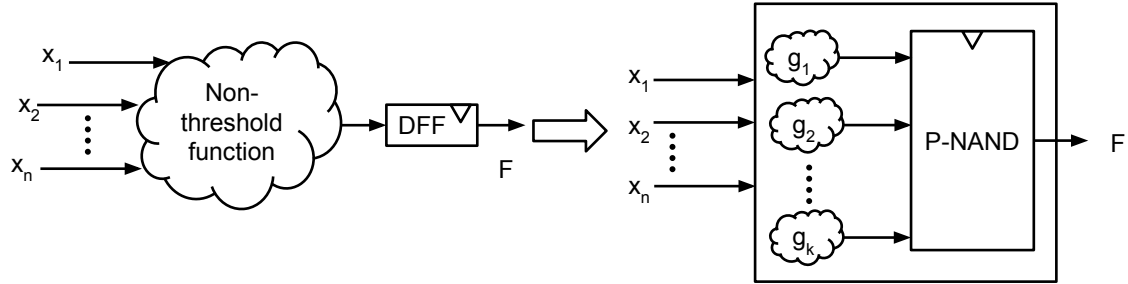 x1
x2
xn
Non-
threshold
function
DFF
F
x1
x2
xn
g1
g2
gk
P-NAND
F